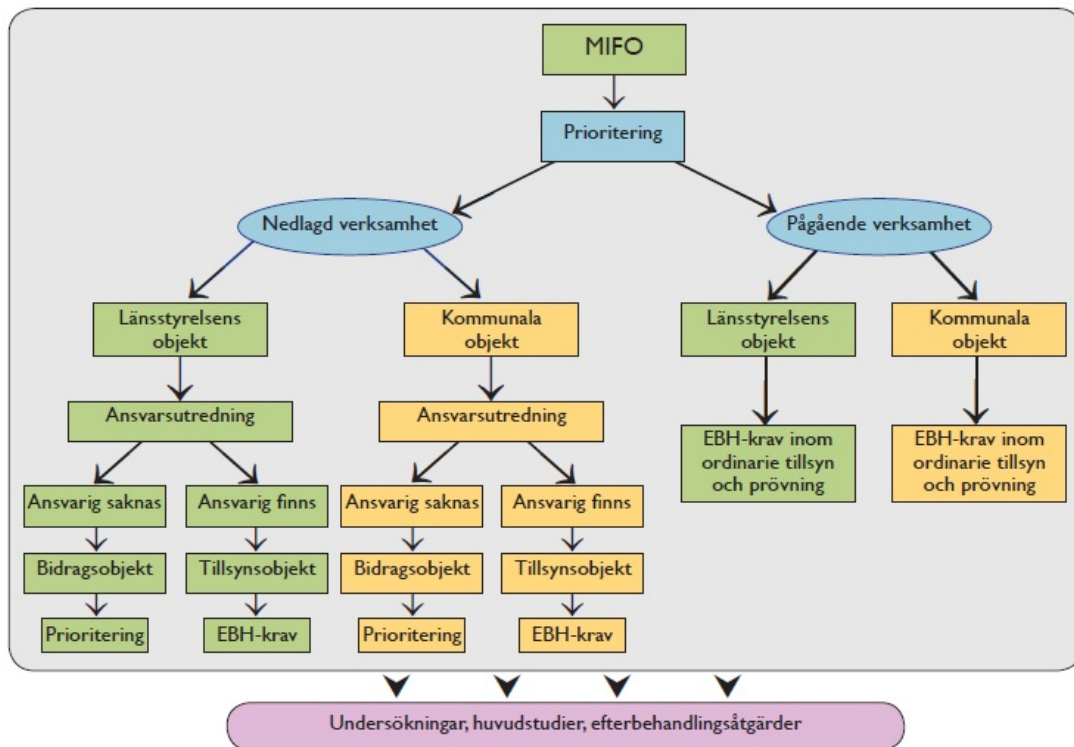 MIFO
Prioritering
Nedlagd verksamhet
Pågående verksamhet
Länsstyrelsens
objekt
Kommunala
objekt
Länsstyrelsens
objekt
Kommunala
objekt
Ansvarsutredning
Ansvarsutredning
EBH-krav inom
ordinarie tillsyn
och prövning
EBH-krav inom
ordinarie tillsyn
och prövning
Ansvarig saknas
Ansvarig finns
Ansvarig saknas
Ansvarig finns
Bidragsobjekt
Tillsynsobjekt
Bidragsobjekt
Tillsynsobjekt
Prioritering
EBH-krav
Prioritering
EBH-krav
Undersökningar, huvudstudier, efterbehandlingsåtgärder